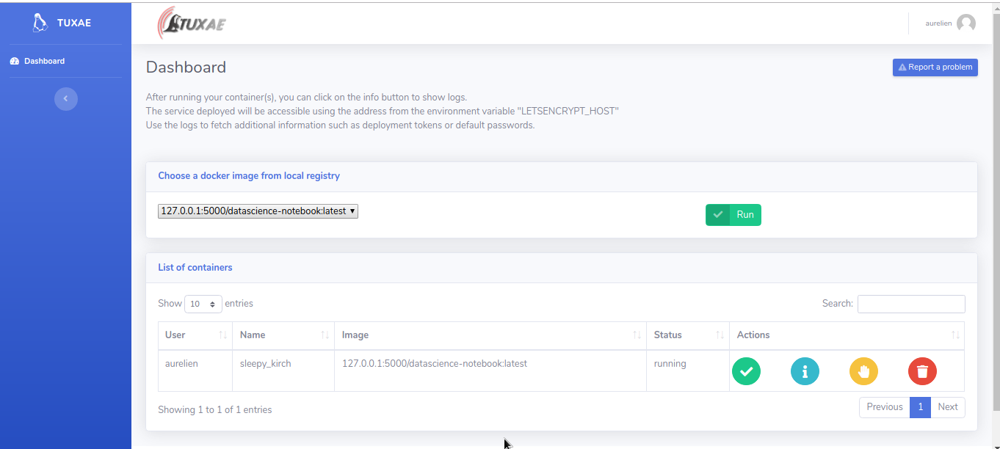 TUXAE
TUXAE
aurelien
Dashboard
Dashboard
Report a problem
After running your container(s), you can click on the info button to show logs.
The service deployed will be accessible using the address from the environment variable "LETSENCRYPT_HOST"
Use the logs to fetch additional information such as deployment tokens or default passwords.
Choose a docker image from local registry
127.0.0.1:5000/datascience-notebook:latest
Run
List of containers
Show 10 entries
Search:
User Name Image Status Actions
aurelien sleepy_kirch 127.0.0.1:5000/datascience-notebook:latest running
Showing 1 to 1 of 1 entries
Previous 1 Next